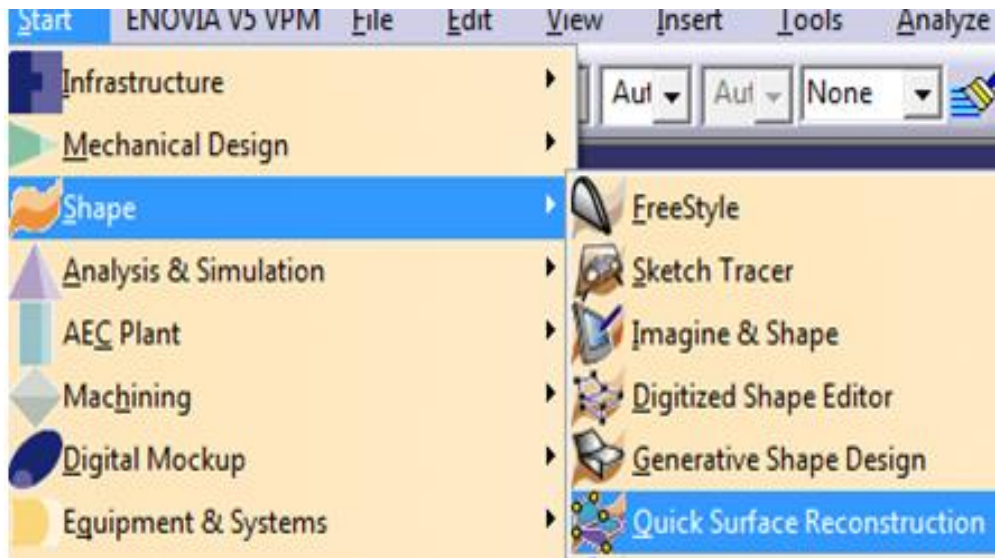 Start ENOVIA V5 VPM File Edit View Insert Tools Analyze
Infrastructure
Aut Aut None
Mechanical Design
Shape
FreeStyle
Analysis & Simulation
Sketch Tracer
AEC Plant
Imagine & Shape
Machining
Digitized Shape Editor
Digital Mockup
Generative Shape Design
Equipment & Systems
Quick Surface Reconstruction